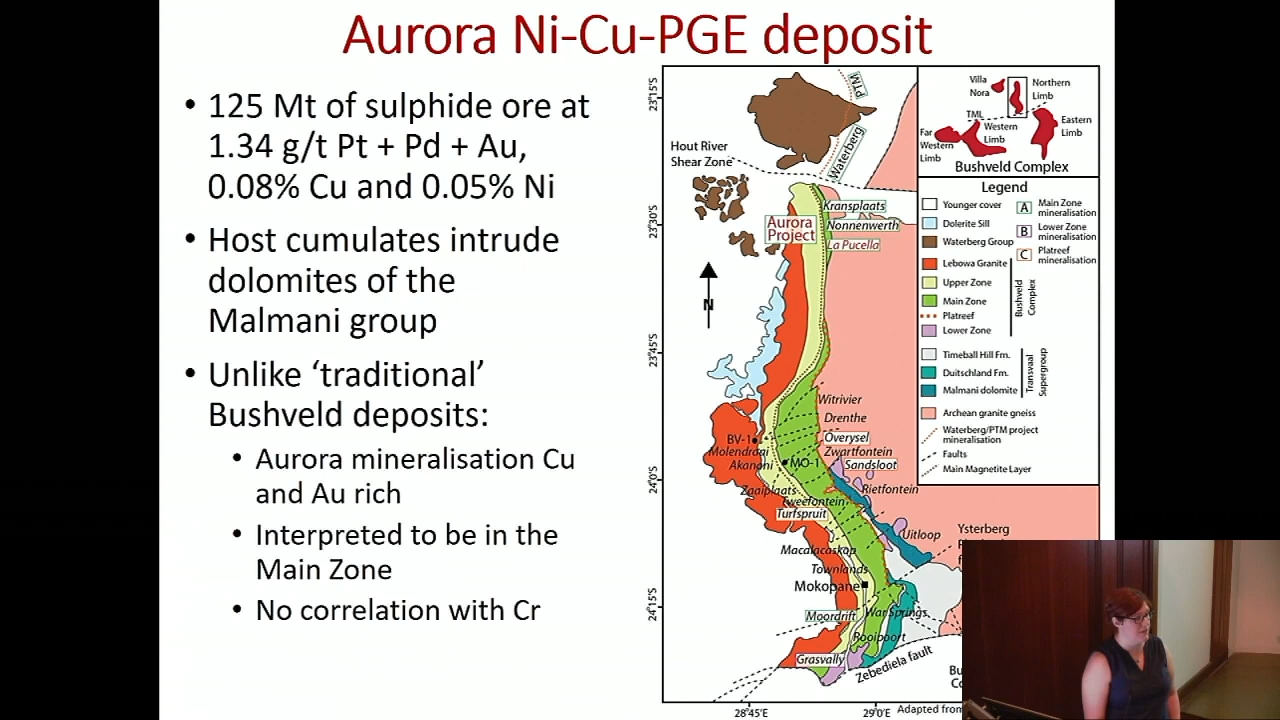 Aurora Ni-Cu-PGE deposit
• 125 Mt of sulphide ore at
1.34 g/t Pt + Pd + Au,
0.08% Cu and 0.05% Ni
• Host cumulates intrude
dolomites of the
Malmani group
• Unlike ‘traditional’
Bushveld deposits:
• Aurora mineralisation Cu
and Au rich
• Interpreted to be in the
Main Zone
• No correlation with Cr
23°15'S
23°30'S
23°45'S
24°0'S
24°15'S
28°45'E
29°0'E
PTM
Waterberg
Hout River
Shear Zone
Kransplaats
Aurora
Project
Nonnenwerth
La Pucella
N
Witrivier
Drenthe
BV-1
Overysel
Molendraai
Zwartfontein
Akanani
MO-1
Sandsloot
Zaaiplaats
Rietfontein
Tweefontein
Turfspruit
Uitloop
Ysterberg
Macalacaskop
Townlands
Mokopane
Moordrift
War Springs
Rooipoort
Grasvally
Zebediela fault
Adapted from
Villa
Nora
Northern
Limb
TML
Western
Limb
Eastern
Limb
Far
Western
Limb
Bushveld Complex
Legend
Younger cover
Dolerite Sill
Waterberg Group
Lebowa Granite
Upper Zone
Main Zone
Platreef
Lower Zone
Bushveld
Complex
A Main Zone
mineralisation
B Lower Zone
mineralisation
C Platreef
mineralisation
Timeball Hill Fm.
Duitschland Fm.
Malmani dolomite
Transvaal
Supergroup
Archean granite gneiss
Waterberg/PTM project
mineralisation
Faults
Main Magnetite Layer